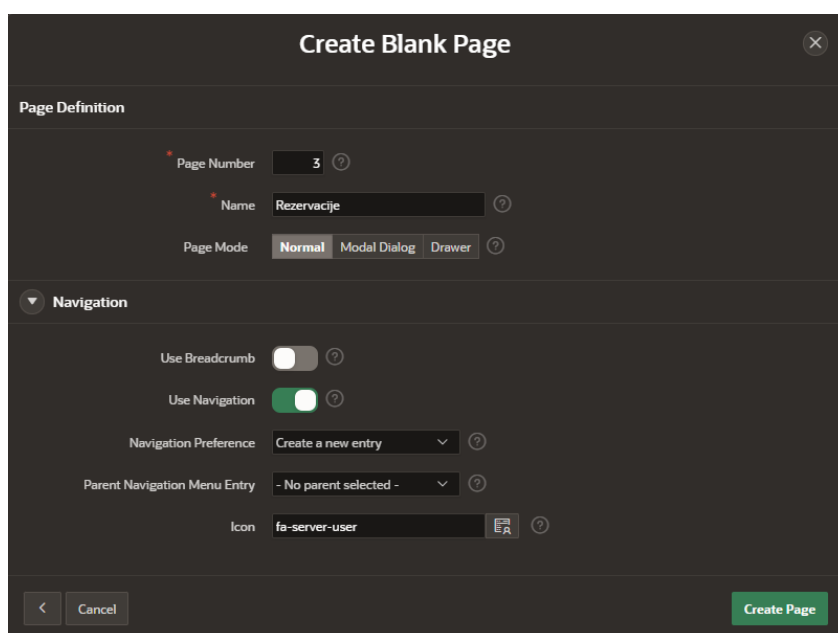 Create Blank Page
Page Definition
* Page Number 3
* Name Rezervacije
Page Mode Normal Modal Dialog Drawer
Navigation
Use Breadcrumb
Use Navigation
Navigation Preference Create a new entry
Parent Navigation Menu Entry - No parent selected -
Icon fa-server-user
Cancel Create Page